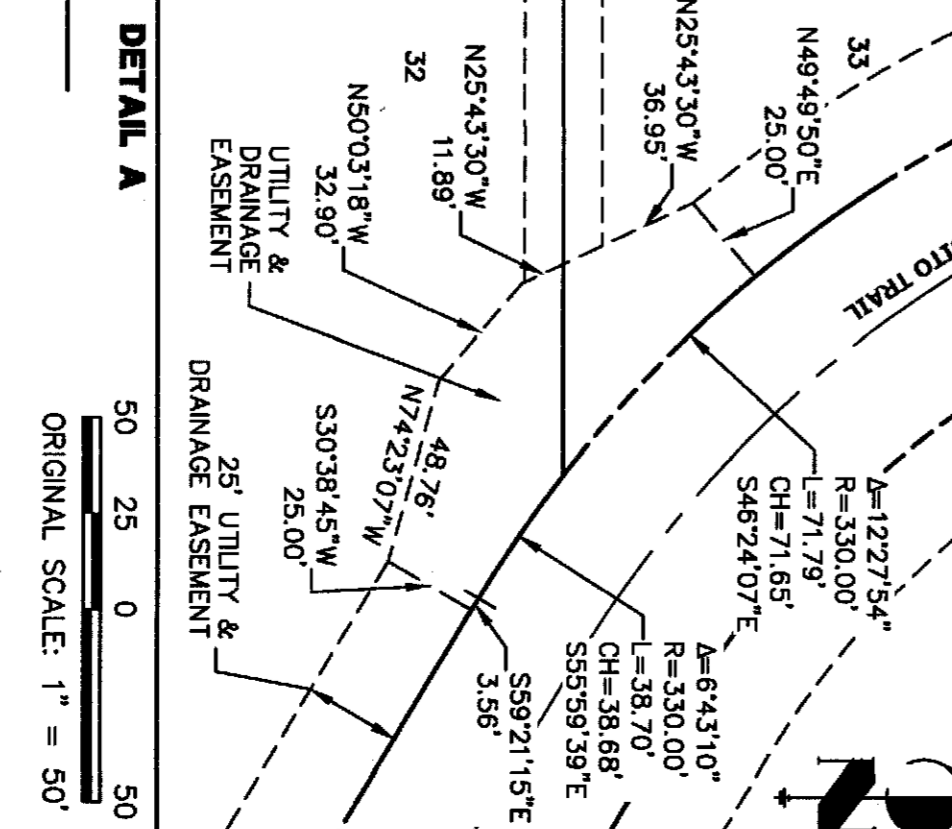 33
N49°49'50"E
25.00'
N25°43'30"W
36.95'
32
N25°43'30"W
11.89'
N50°03'18"W
32.90'
UTILITY &
DRAINAGE
EASEMENT
48.76'
N74°23'07"W
S30°38'45"W
25.00'
25' UTILITY &
DRAINAGE EASEMENT
ITO TRAIL
Δ=12°27'54"
R=330.00'
L=71.79'
CH=71.65'
S46°24'07"E
Δ=6°43'10"
R=330.00'
L=38.70'
CH=38.68'
S55°59'39"E
S59°21'15"E
3.56'
DETAIL A
50 25 0 50
ORIGINAL SCALE: 1" = 50'